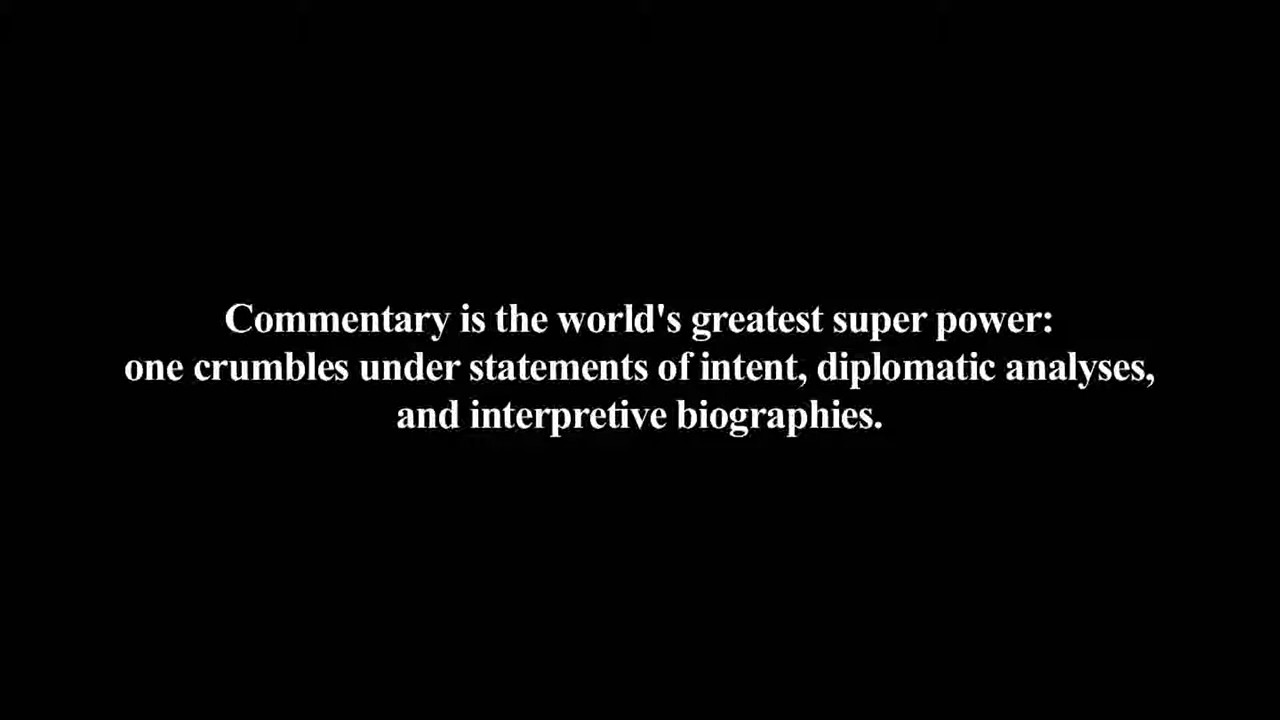 Commentary is the world's greatest super power:
one crumbles under statements of intent, diplomatic analyses,
and interpretive biographies.